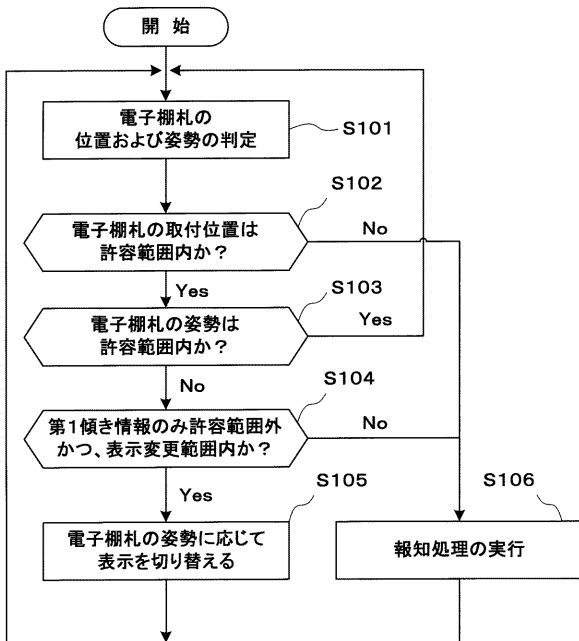 開 始
電子棚札の
位置および姿勢の判定
S101
電子棚札の取付位置は
許容範囲内か？
S102
No
Yes
電子棚札の姿勢は
許容範囲内か？
S103
Yes
No
第1傾き情報のみ許容範囲外
かつ、表示変更範囲内か？
S104
No
Yes
電子棚札の姿勢に応じて
表示を切り替える
S105
報知処理の実行
S106